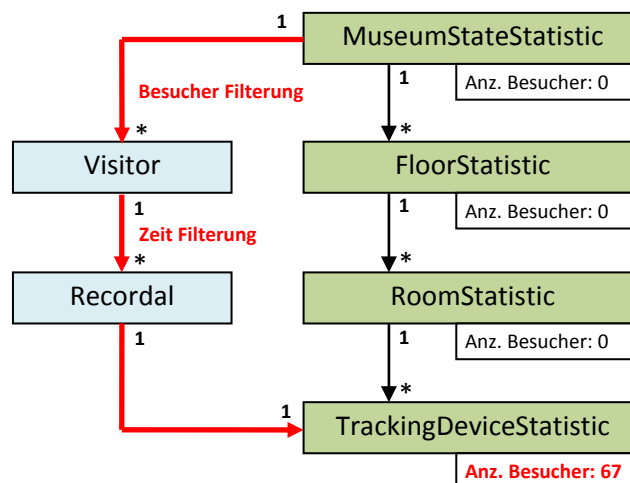 1
MuseumStateStatistic
Besucher Filterung
1
Anz. Besucher: 0
*
*
Visitor
FloorStatistic
1
1
Anz. Besucher: 0
Zeit Filterung
*
*
Recordal
RoomStatistic
1
1
Anz. Besucher: 0
1
*
TrackingDeviceStatistic
Anz. Besucher: 67